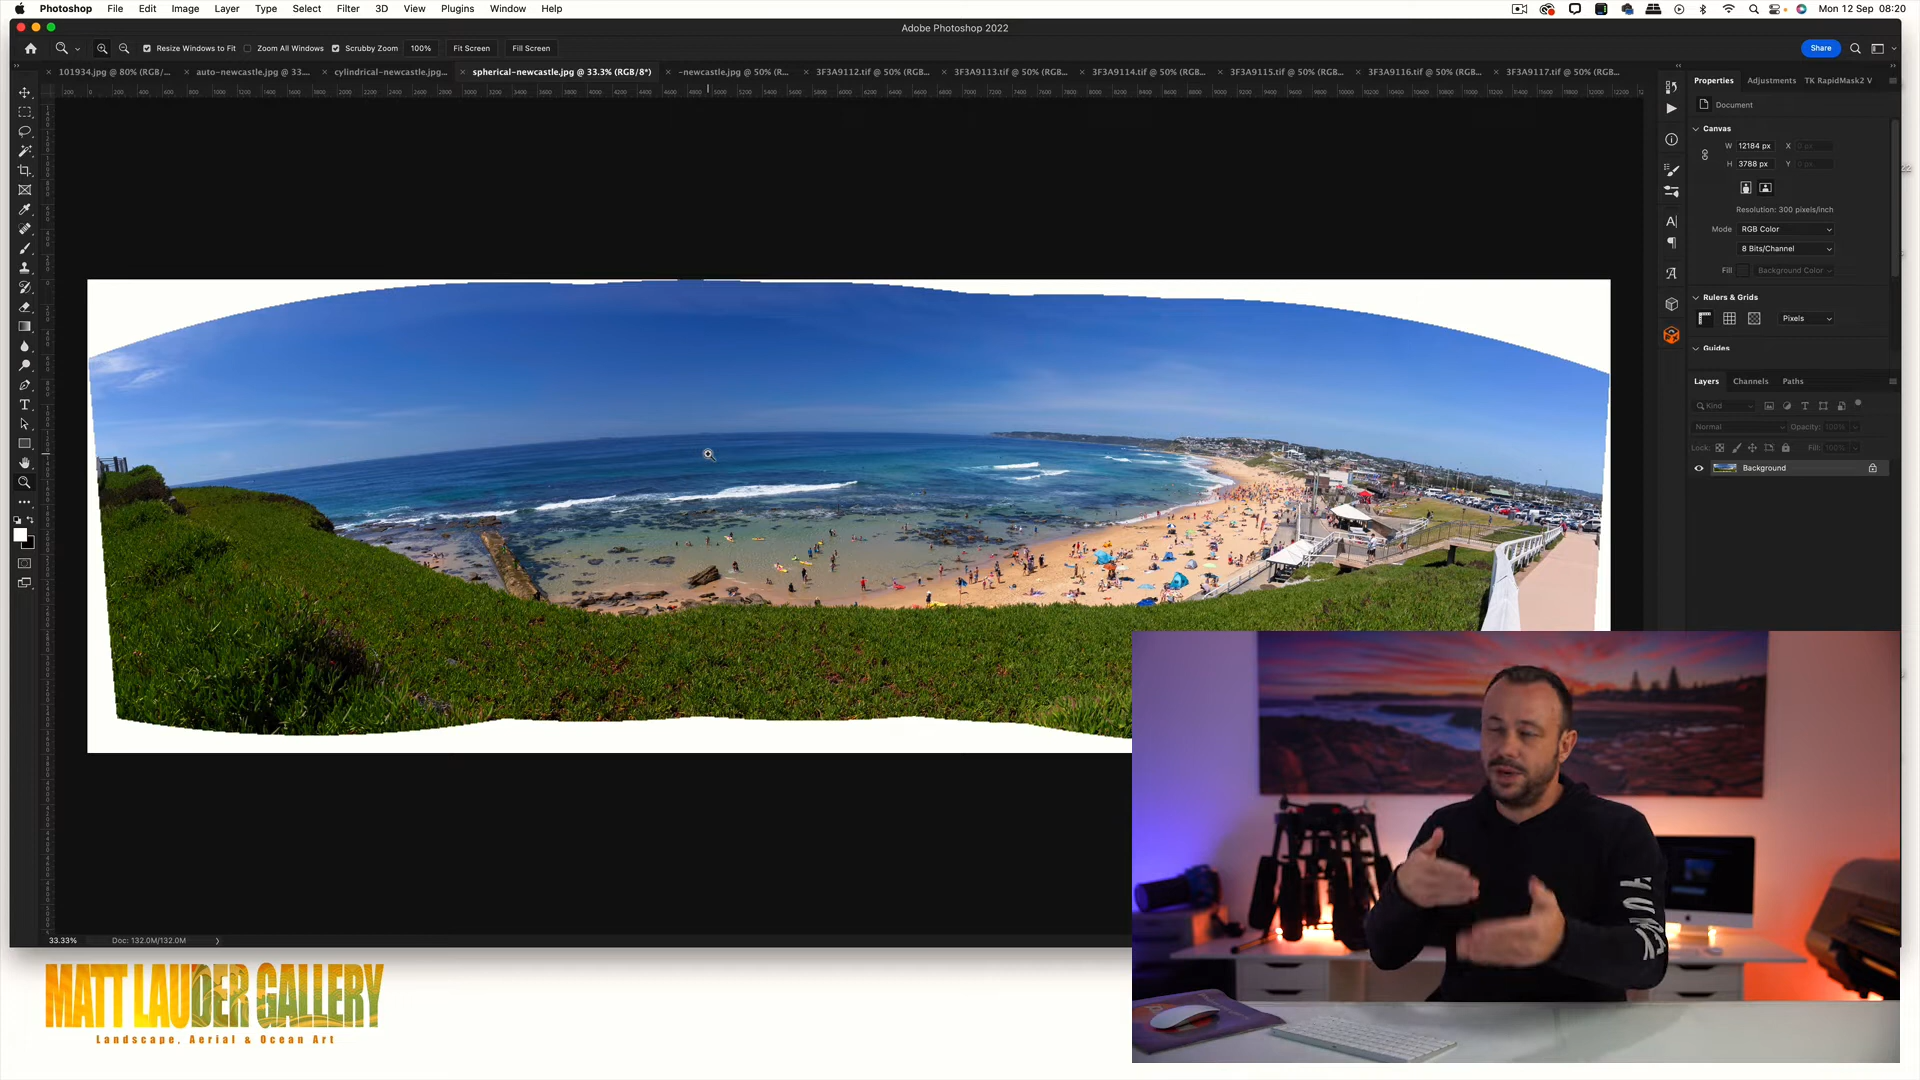 Photoshop File Edit Image Layer Type Select Filter 3D View Plugins Window Help Mon 12 Sep 08:20
Adobe Photoshop 2022
Resize Windows to Fit Zoom All Windows Scrubby Zoom 100% Fit Screen Fill Screen Share
101934.jpg @ 80% (RGB/... auto-newcastle.jpg @ 33.... cylindrical-newcastle.jpg... spherical-newcastle.jpg @ 33.3% (RGB/8*) -newcastle.jpg @ 50% (R... 3F3A9112.tif @ 50% (RGB... 3F3A9113.tif @ 50% (RGB... 3F3A9114.tif @ 50% (RGB... 3F3A9115.tif @ 50% (RGB... 3F3A9116.tif @ 50% (RGB... 3F3A9117.tif @ 50% (RGB...
Properties Adjustments TK RapidMask2 V
Document
Canvas
W 12184 px X 0 px
H 3788 px Y 0 px
Resolution: 300 pixels/inch
Mode RGB Color
8 Bits/Channel
Fill Background Color
Rulers & Grids
Pixels
Guides
Layers Channels Paths
Kind
Normal Opacity: 100%
Lock: Fill: 100%
Background
33.33% Doc: 132.0M/132.0M
MATT LAUDER GALLERY
Landscape, Aerial & Ocean Art